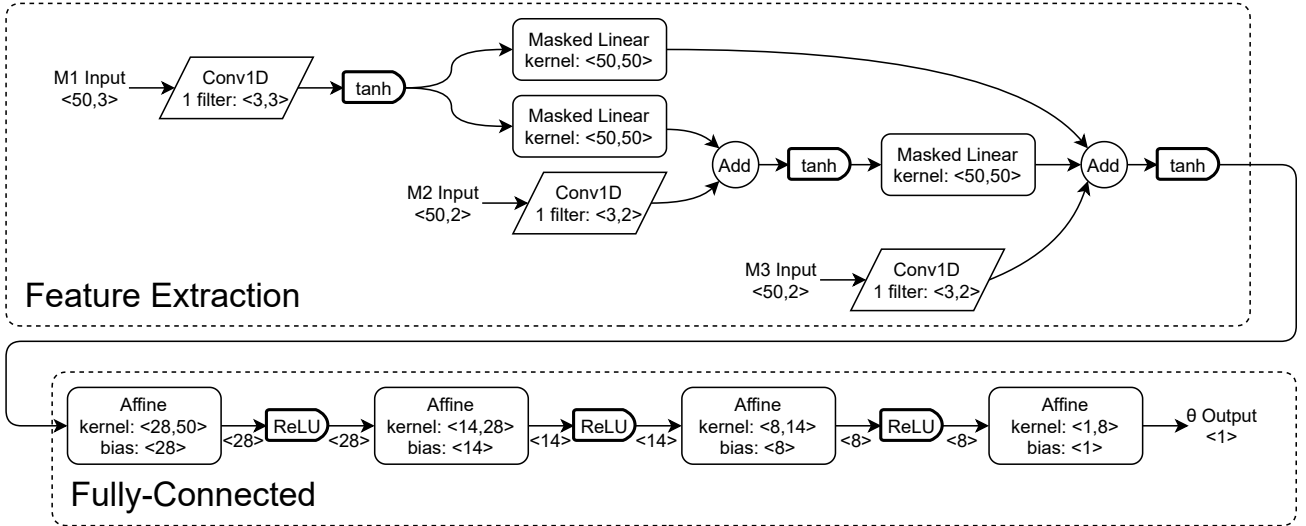 Masked Linear
kernel: <50,50>
M1 Input
<50,3>
Conv1D
1 filter: <3,3>
tanh
Masked Linear
kernel: <50,50>
Add
tanh
Masked Linear
kernel: <50,50>
Add
tanh
M2 Input
<50,2>
Conv1D
1 filter: <3,2>
M3 Input
<50,2>
Conv1D
1 filter: <3,2>
Feature Extraction
Affine
kernel: <28,50>
bias: <28>
<28>
ReLU
<28>
Affine
kernel: <14,28>
bias: <14>
<14>
ReLU
<14>
Affine
kernel: <8,14>
bias: <8>
<8>
ReLU
<8>
Affine
kernel: <1,8>
bias: <1>
θ Output
<1>
Fully-Connected